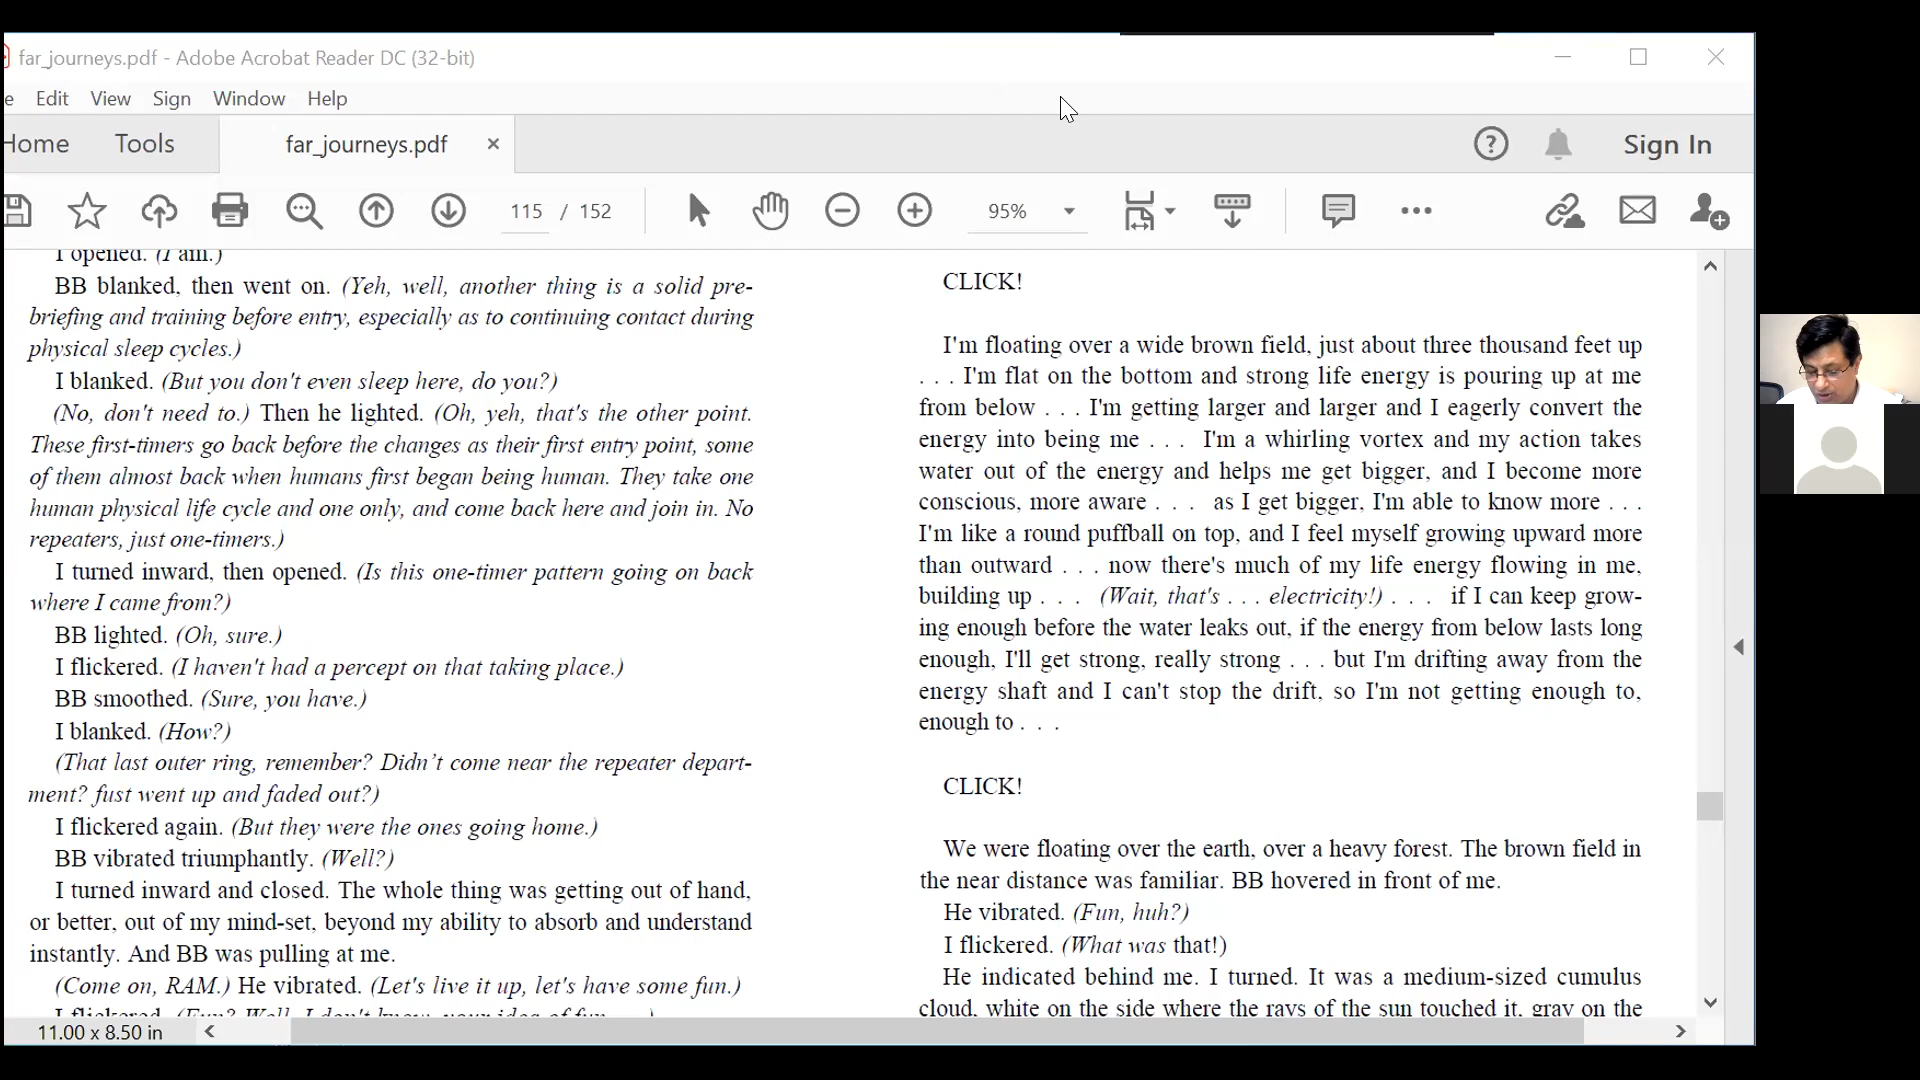 far_journeys.pdf - Adobe Acrobat Reader DC (32-bit)
e Edit View Sign Window Help
Home Tools far_journeys.pdf × Sign In
115 / 152 95%
I opened. (I am.)
BB blanked, then went on. (Yeh, well, another thing is a solid pre-
briefing and training before entry, especially as to continuing contact during
physical sleep cycles.)
I blanked. (But you don't even sleep here, do you?)
(No, don't need to.) Then he lighted. (Oh, yeh, that's the other point.
These first-timers go back before the changes as their first entry point, some
of them almost back when humans first began being human. They take one
human physical life cycle and one only, and come back here and join in. No
repeaters, just one-timers.)
I turned inward, then opened. (Is this one-timer pattern going on back
where I came from?)
BB lighted. (Oh, sure.)
I flickered. (I haven't had a percept on that taking place.)
BB smoothed. (Sure, you have.)
I blanked. (How?)
(That last outer ring, remember? Didn’t come near the repeater depart-
ment? fust went up and faded out?)
I flickered again. (But they were the ones going home.)
BB vibrated triumphantly. (Well?)
I turned inward and closed. The whole thing was getting out of hand,
or better, out of my mind-set, beyond my ability to absorb and understand
instantly. And BB was pulling at me.
(Come on, RAM.) He vibrated. (Let's live it up, let's have some fun.)
I flickered. (Fun? Well, I don't know, your idea of fun . . .)
CLICK!
I'm floating over a wide brown field, just about three thousand feet up
. . . I'm flat on the bottom and strong life energy is pouring up at me
from below . . . I'm getting larger and larger and I eagerly convert the
energy into being me . . . I'm a whirling vortex and my action takes
water out of the energy and helps me get bigger, and I become more
conscious, more aware . . . as I get bigger, I'm able to know more . . .
I'm like a round puffball on top, and I feel myself growing upward more
than outward . . . now there's much of my life energy flowing in me,
building up . . . (Wait, that's . . . electricity!) . . . if I can keep grow-
ing enough before the water leaks out, if the energy from below lasts long
enough, I'll get strong, really strong . . . but I'm drifting away from the
energy shaft and I can't stop the drift, so I'm not getting enough to,
enough to . . .
CLICK!
We were floating over the earth, over a heavy forest. The brown field in
the near distance was familiar. BB hovered in front of me.
He vibrated. (Fun, huh?)
I flickered. (What was that!)
He indicated behind me. I turned. It was a medium-sized cumulus
cloud, white on the side where the rays of the sun touched it, gray on the
11.00 x 8.50 in